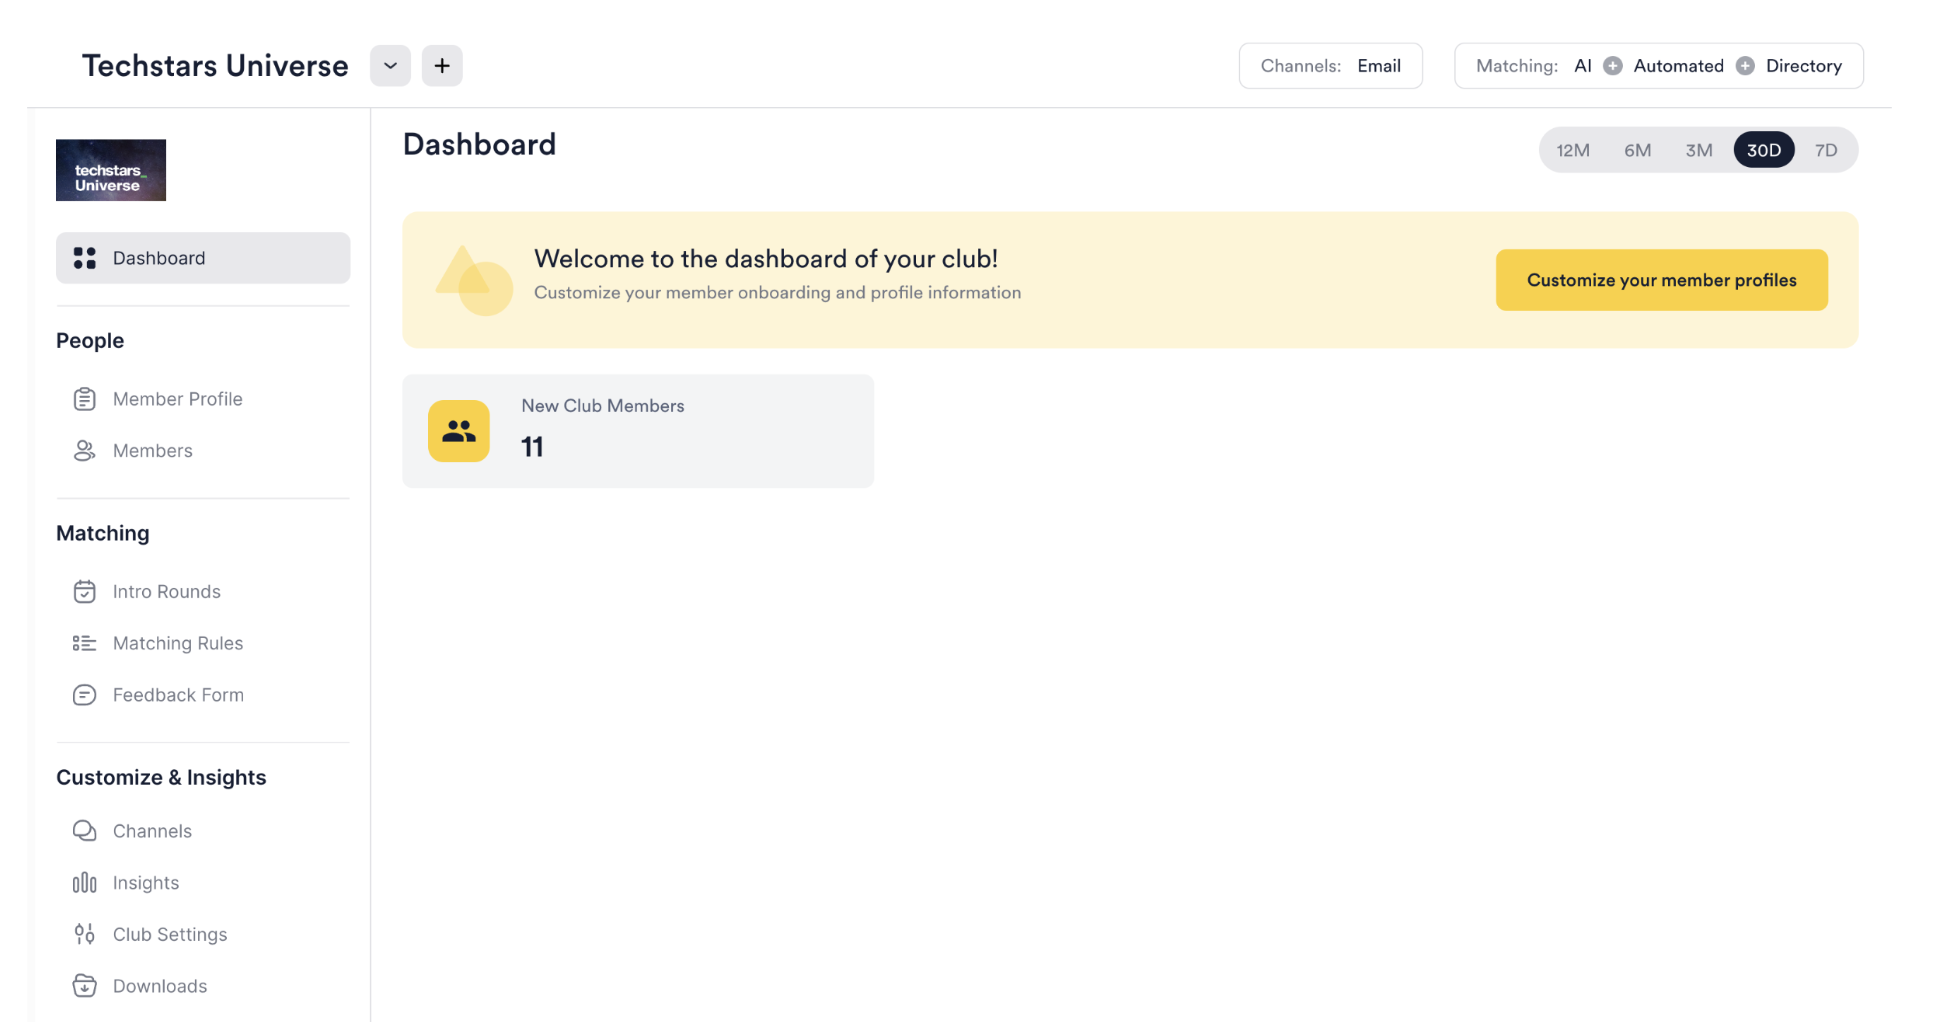 Techstars Universe
Channels: Email
Matching: AI + Automated + Directory
techstars_
Universe
Dashboard
People
Member Profile
Members
Matching
Intro Rounds
Matching Rules
Feedback Form
Customize & Insights
Channels
Insights
Club Settings
Downloads
Dashboard
12M 6M 3M 30D 7D
Welcome to the dashboard of your club!
Customize your member onboarding and profile information
Customize your member profiles
New Club Members
11